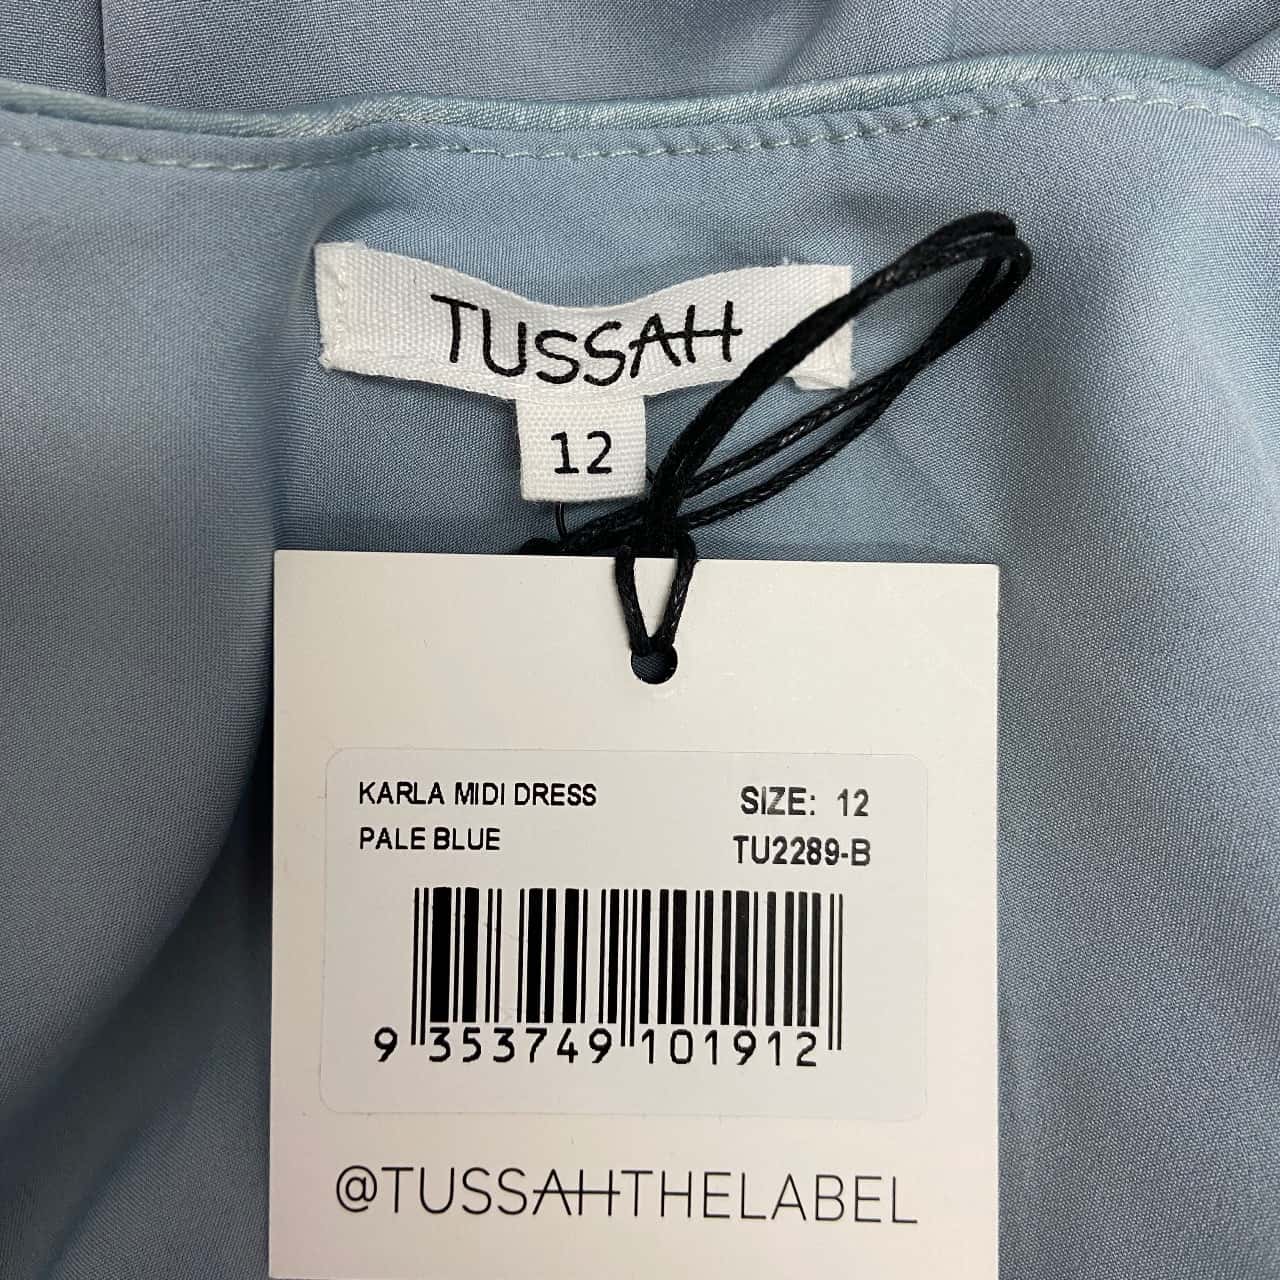 TUSSAH
12
KARLA MIDI DRESS
PALE BLUE
SIZE: 12
TU2289-B
9 353749 101912
@TUSSAHTHELABEL